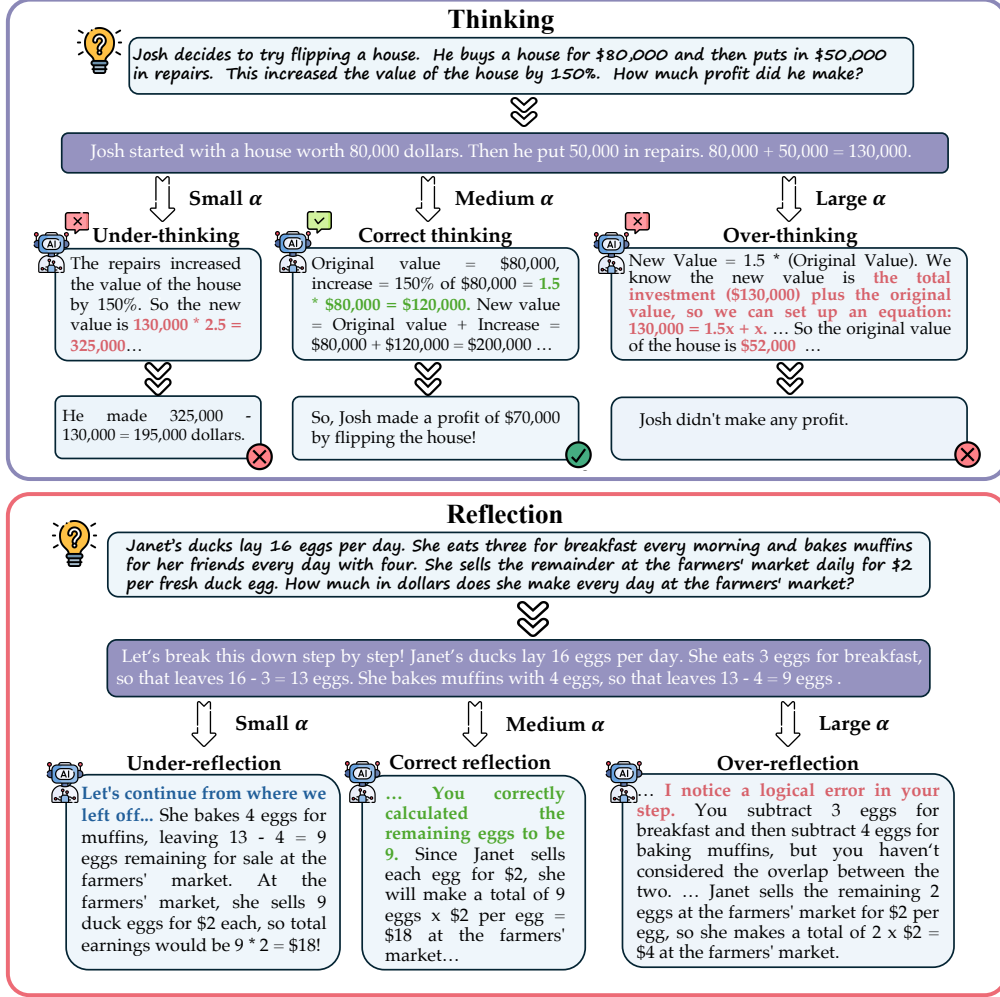 Thinking
Josh decides to try flipping a house. He buys a house for $80,000 and then puts in $50,000
in repairs. This increased the value of the house by 150%. How much profit did he make?
Josh started with a house worth 80,000 dollars. Then he put 50,000 in repairs. 80,000 + 50,000 = 130,000.
Small α
Medium α
Large α
AI
Under-thinking
The repairs increased
the value of the house
by 150%. So the new
value is 130,000 * 2.5 =
325,000…
He made 325,000 -
130,000 = 195,000 dollars.
AI
Correct thinking
Original value = $80,000,
increase = 150% of $80,000 = 1.5
* $80,000 = $120,000. New value
= Original value + Increase =
$80,000 + $120,000 = $200,000 …
So, Josh made a profit of $70,000
by flipping the house!
AI
Over-thinking
New Value = 1.5 * (Original Value). We
know the new value is the total
investment ($130,000) plus the original
value, so we can set up an equation:
130,000 = 1.5x + x. … So the original value
of the house is $52,000 …
Josh didn't make any profit.
Reflection
Janet's ducks lay 16 eggs per day. She eats three for breakfast every morning and bakes muffins
for her friends every day with four. She sells the remainder at the farmers' market daily for $2
per fresh duck egg. How much in dollars does she make every day at the farmers' market?
Let‘s break this down step by step! Janet’s ducks lay 16 eggs per day. She eats 3 eggs for breakfast,
so that leaves 16 - 3 = 13 eggs. She bakes muffins with 4 eggs, so that leaves 13 - 4 = 9 eggs .
Small α
Medium α
Large α
AI
Under-reflection
Let's continue from where we
left off... She bakes 4 eggs for
muffins, leaving 13 - 4 = 9
eggs remaining for sale at the
farmers' market. At the
farmers' market, she sells 9
duck eggs for $2 each, so total
earnings would be 9 * 2 = $18!
AI
Correct reflection
… You correctly
calculated the
remaining eggs to be
9. Since Janet sells
each egg for $2, she
will make a total of 9
eggs x $2 per egg =
$18 at the farmers'
market…
AI
Over-reflection
… I notice a logical error in your
step. You subtract 3 eggs for
breakfast and then subtract 4 eggs for
baking muffins, but you haven‘t
considered the overlap between the
two. … Janet sells the remaining 2
eggs at the farmers' market for $2 per
egg, so she makes a total of 2 x $2 =
$4 at the farmers' market.